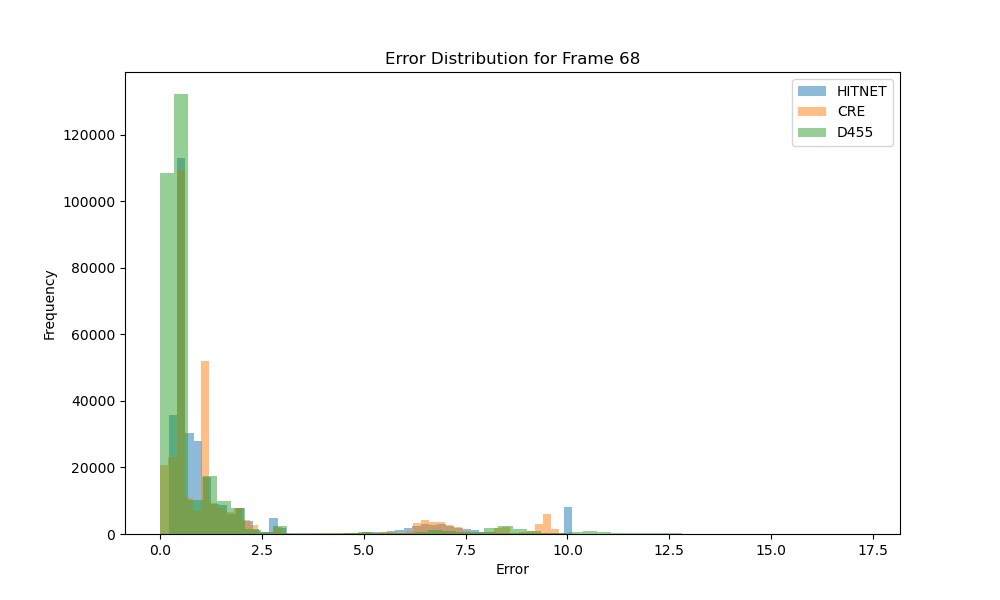 Error Distribution for Frame 68
HITNET
CRE
D455
120000
100000
80000
60000
40000
20000
0
Frequency
0.0 2.5 5.0 7.5 10.0 12.5 15.0 17.5
Error